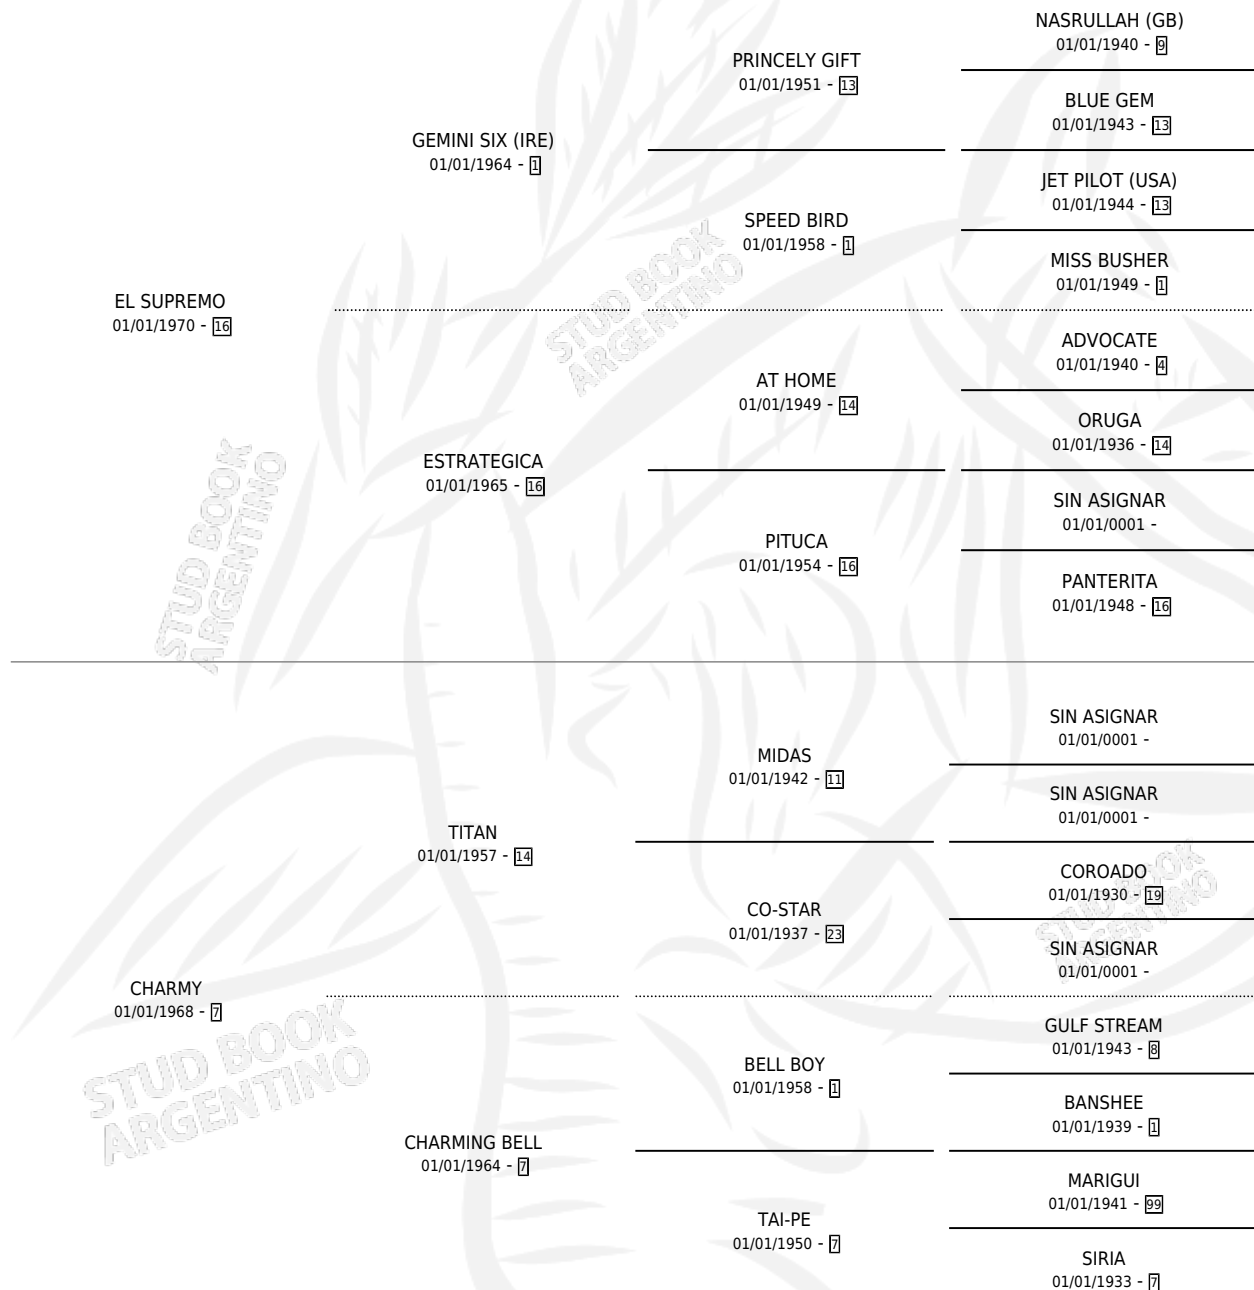 NASRULLAH (GB)
01/01/1940 - 9
PRINCELY GIFT
01/01/1951 - 13
BLUE GEM
01/01/1943 - 13
GEMINI SIX (IRE)
01/01/1964 - 1
JET PILOT (USA)
01/01/1944 - 13
SPEED BIRD
01/01/1958 - 1
MISS BUSHER
01/01/1949 - 1
EL SUPREMO
01/01/1970 - 16
ADVOCATE
01/01/1940 - 4
AT HOME
01/01/1949 - 14
ORUGA
01/01/1936 - 14
ESTRATEGICA
01/01/1965 - 16
SIN ASIGNAR
01/01/0001 -
PITUCA
01/01/1954 - 16
PANTERITA
01/01/1948 - 16
SIN ASIGNAR
01/01/0001 -
MIDAS
01/01/1942 - 11
SIN ASIGNAR
01/01/0001 -
TITAN
01/01/1957 - 14
COROADO
01/01/1930 - 19
CO-STAR
01/01/1937 - 23
SIN ASIGNAR
01/01/0001 -
CHARMY
01/01/1968 - 7
GULF STREAM
01/01/1943 - 8
BELL BOY
01/01/1958 - 1
BANSHEE
01/01/1939 - 1
CHARMING BELL
01/01/1964 - 7
MARIGUI
01/01/1941 - 99
TAI-PE
01/01/1950 - 7
SIRIA
01/01/1933 - 7
STUD BOOK
ARGENTINO
STUD BOOK
ARGENTINO
STUD BOOK
ARGENTINO
STUD BOOK
ARGENTINO